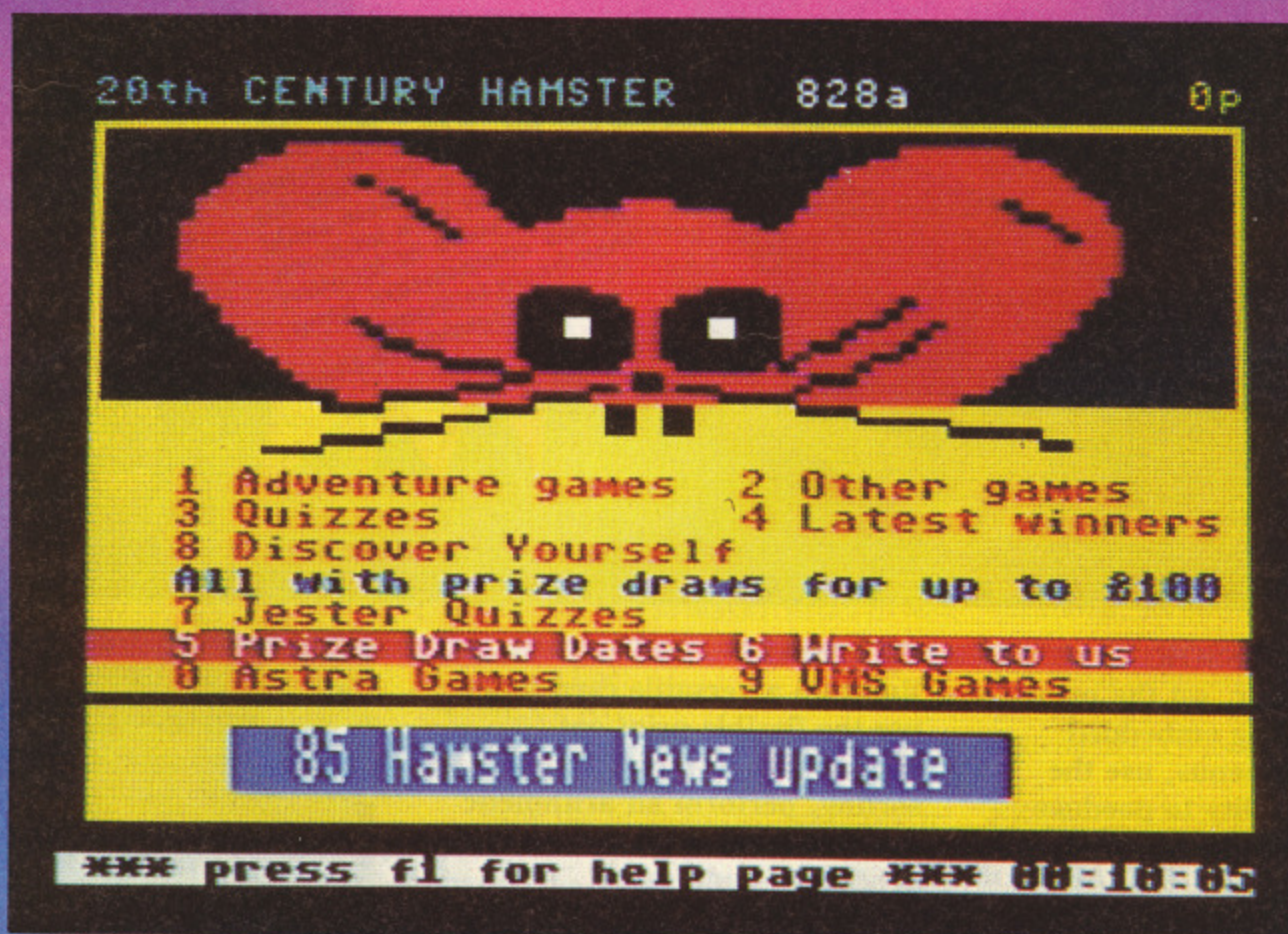 20th CENTURY HAMSTER 828a 0p
1 Adventure games 2 Other games
3 Quizzes 4 Latest winners
8 Discover Yourself
All with prize draws for up to £100
7 Jester Quizzes
5 Prize Draw Dates 6 Write to us
0 Astra Games 9 VMS Games
85 Hamster News update
*** press f1 for help page *** 00:10:05